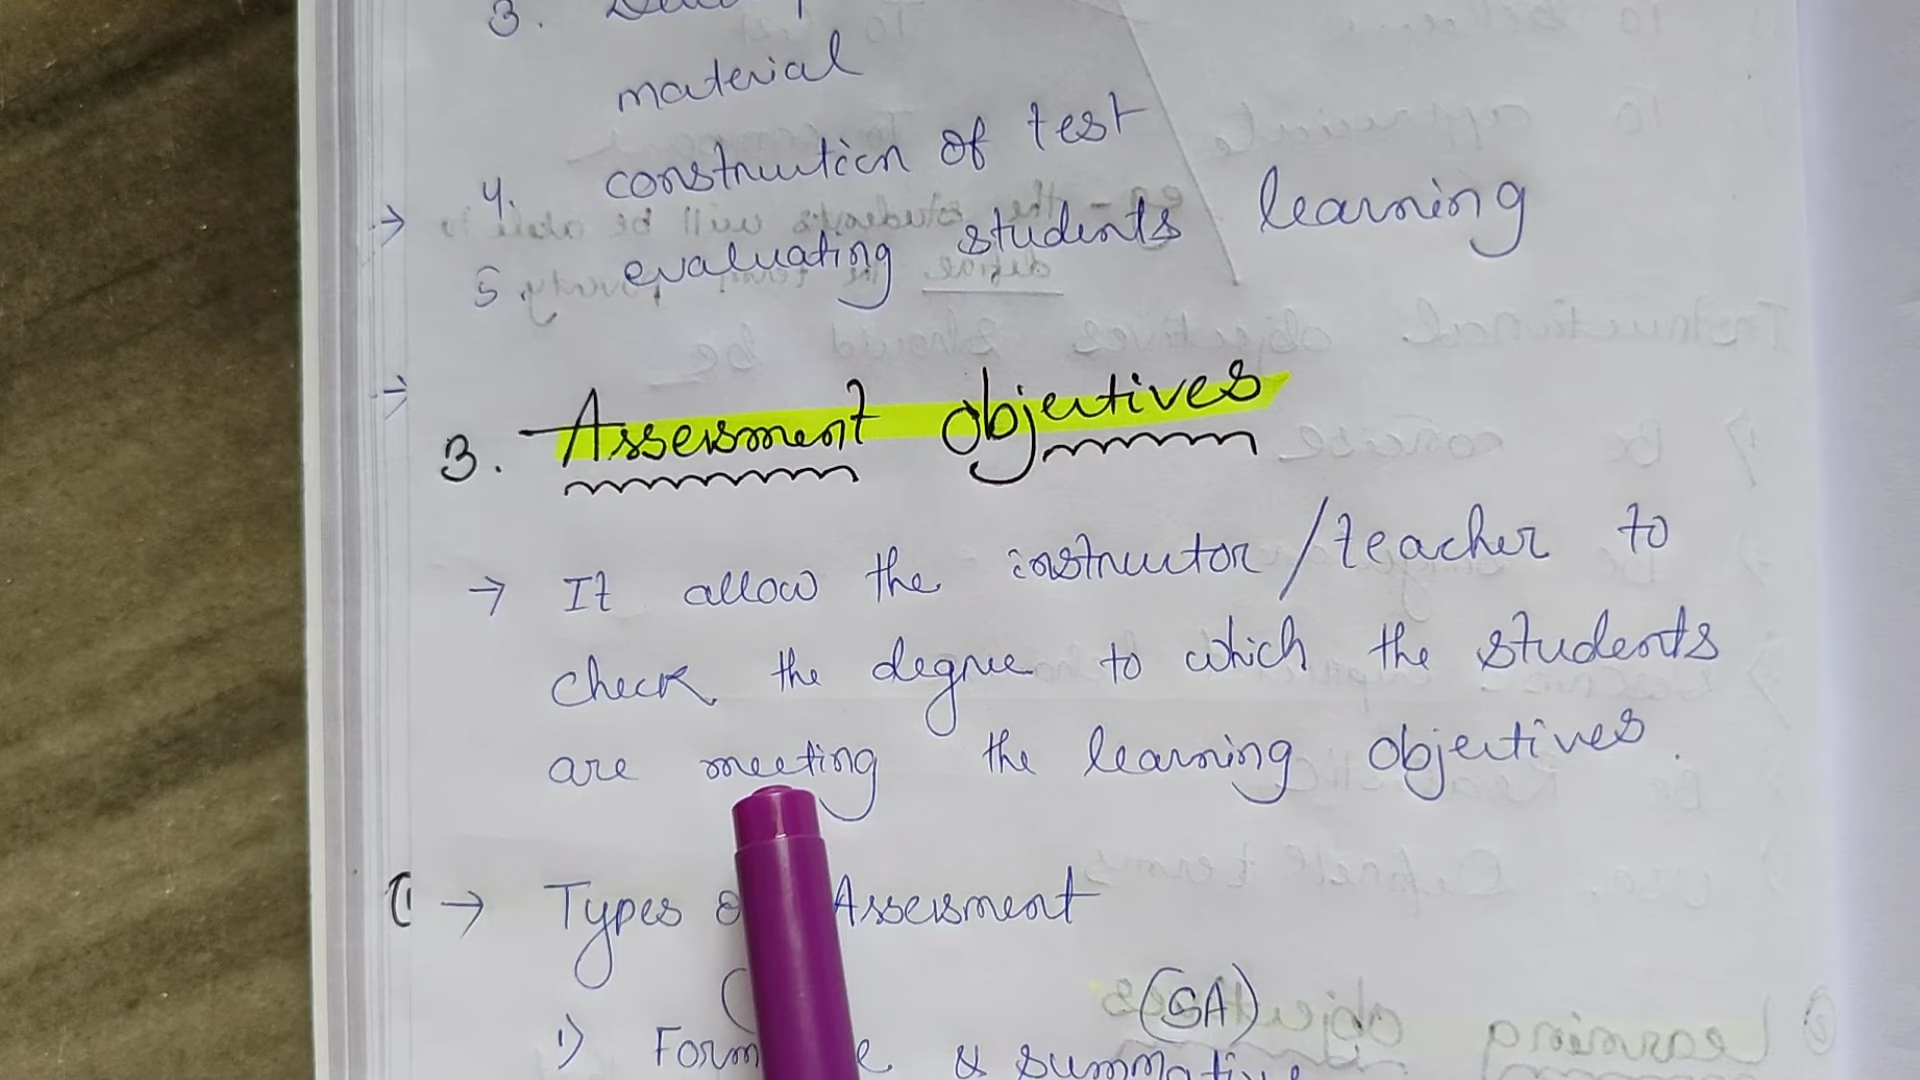 3.
material
4. construction of test
5. evaluating students learning
3. Assessment objectives
→ It allow the instructor/teacher to
check the degree to which the students
are meeting the learning objectives.
→ Types Assessment
(SA)
1) & summative